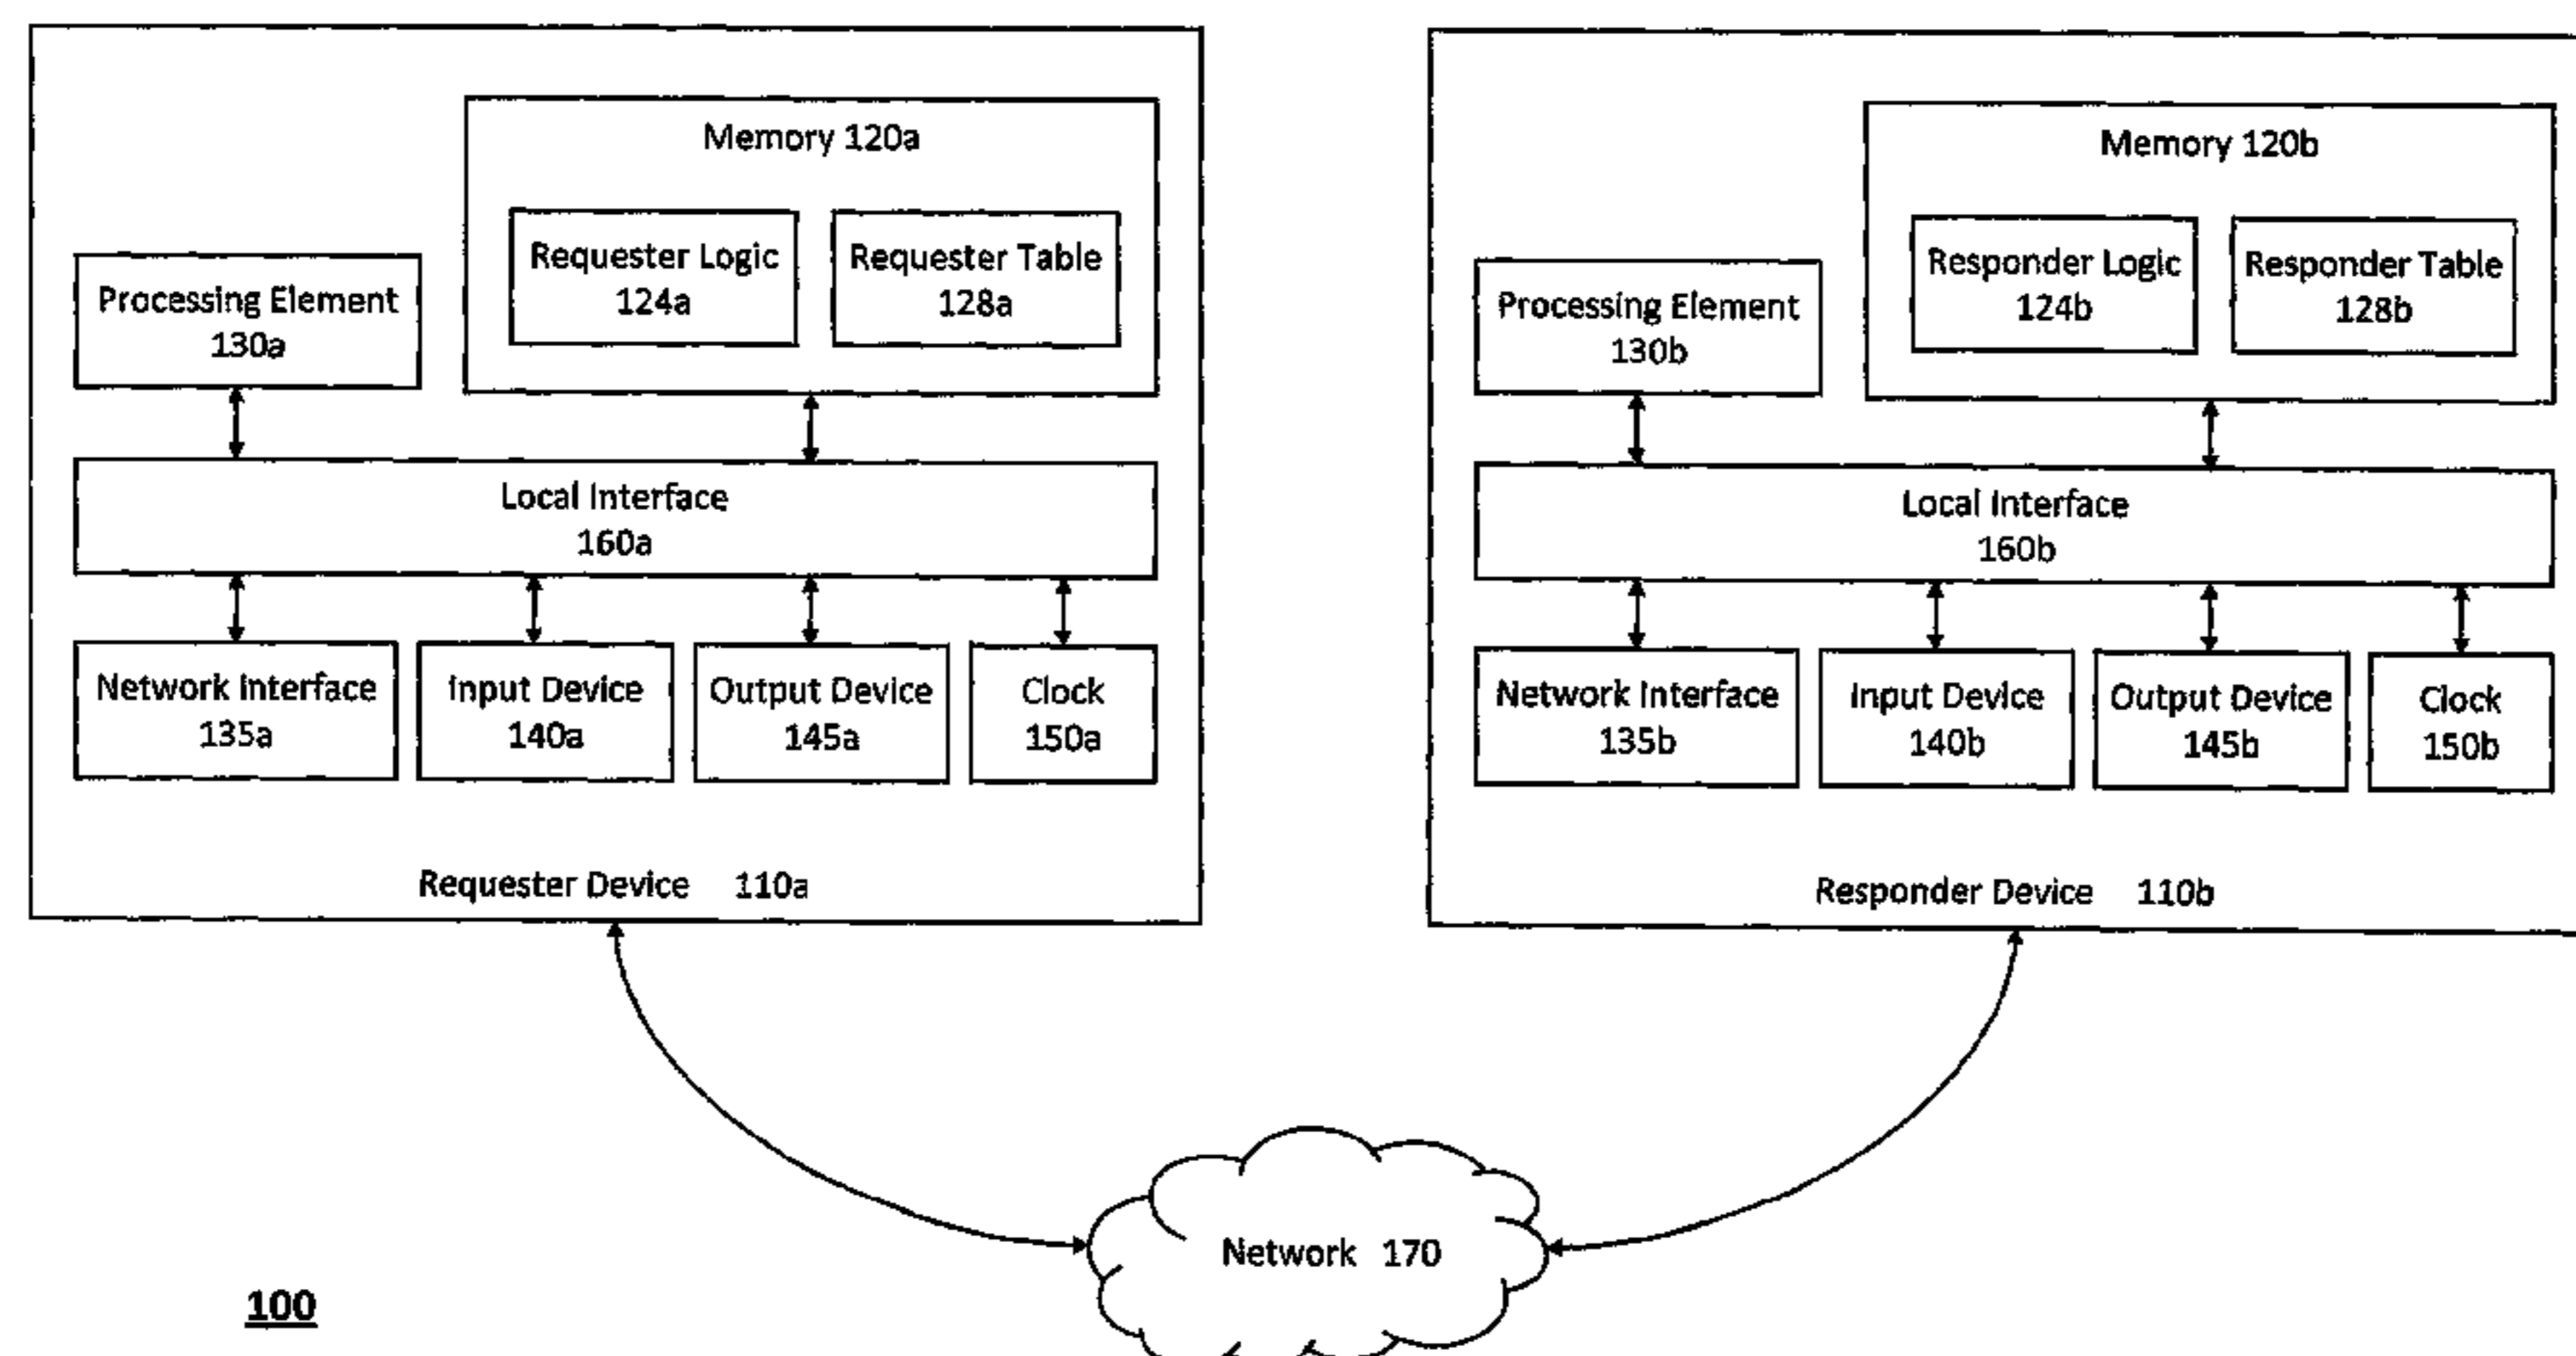 Memory 120a
Requester Logic
124a
Requester Table
128a
Processing Element
130a
Local Interface
160a
Network Interface
135a
Input Device
140a
Output Device
145a
Clock
150a
Requester Device 110a
Memory 120b
Responder Logic
124b
Responder Table
128b
Processing Element
130b
Local Interface
160b
Network Interface
135b
Input Device
140b
Output Device
145b
Clock
150b
Responder Device 110b
Network 170
100